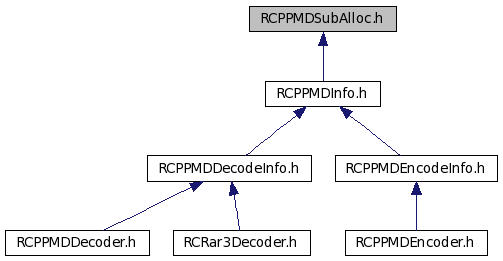 RCPPMDSubAlloc.h
RCPPMDInfo.h
RCPPMDDecodeInfo.h
RCPPMDEncodeInfo.h
RCPPMDDecoder.h
RCRar3Decoder.h
RCPPMDEncoder.h